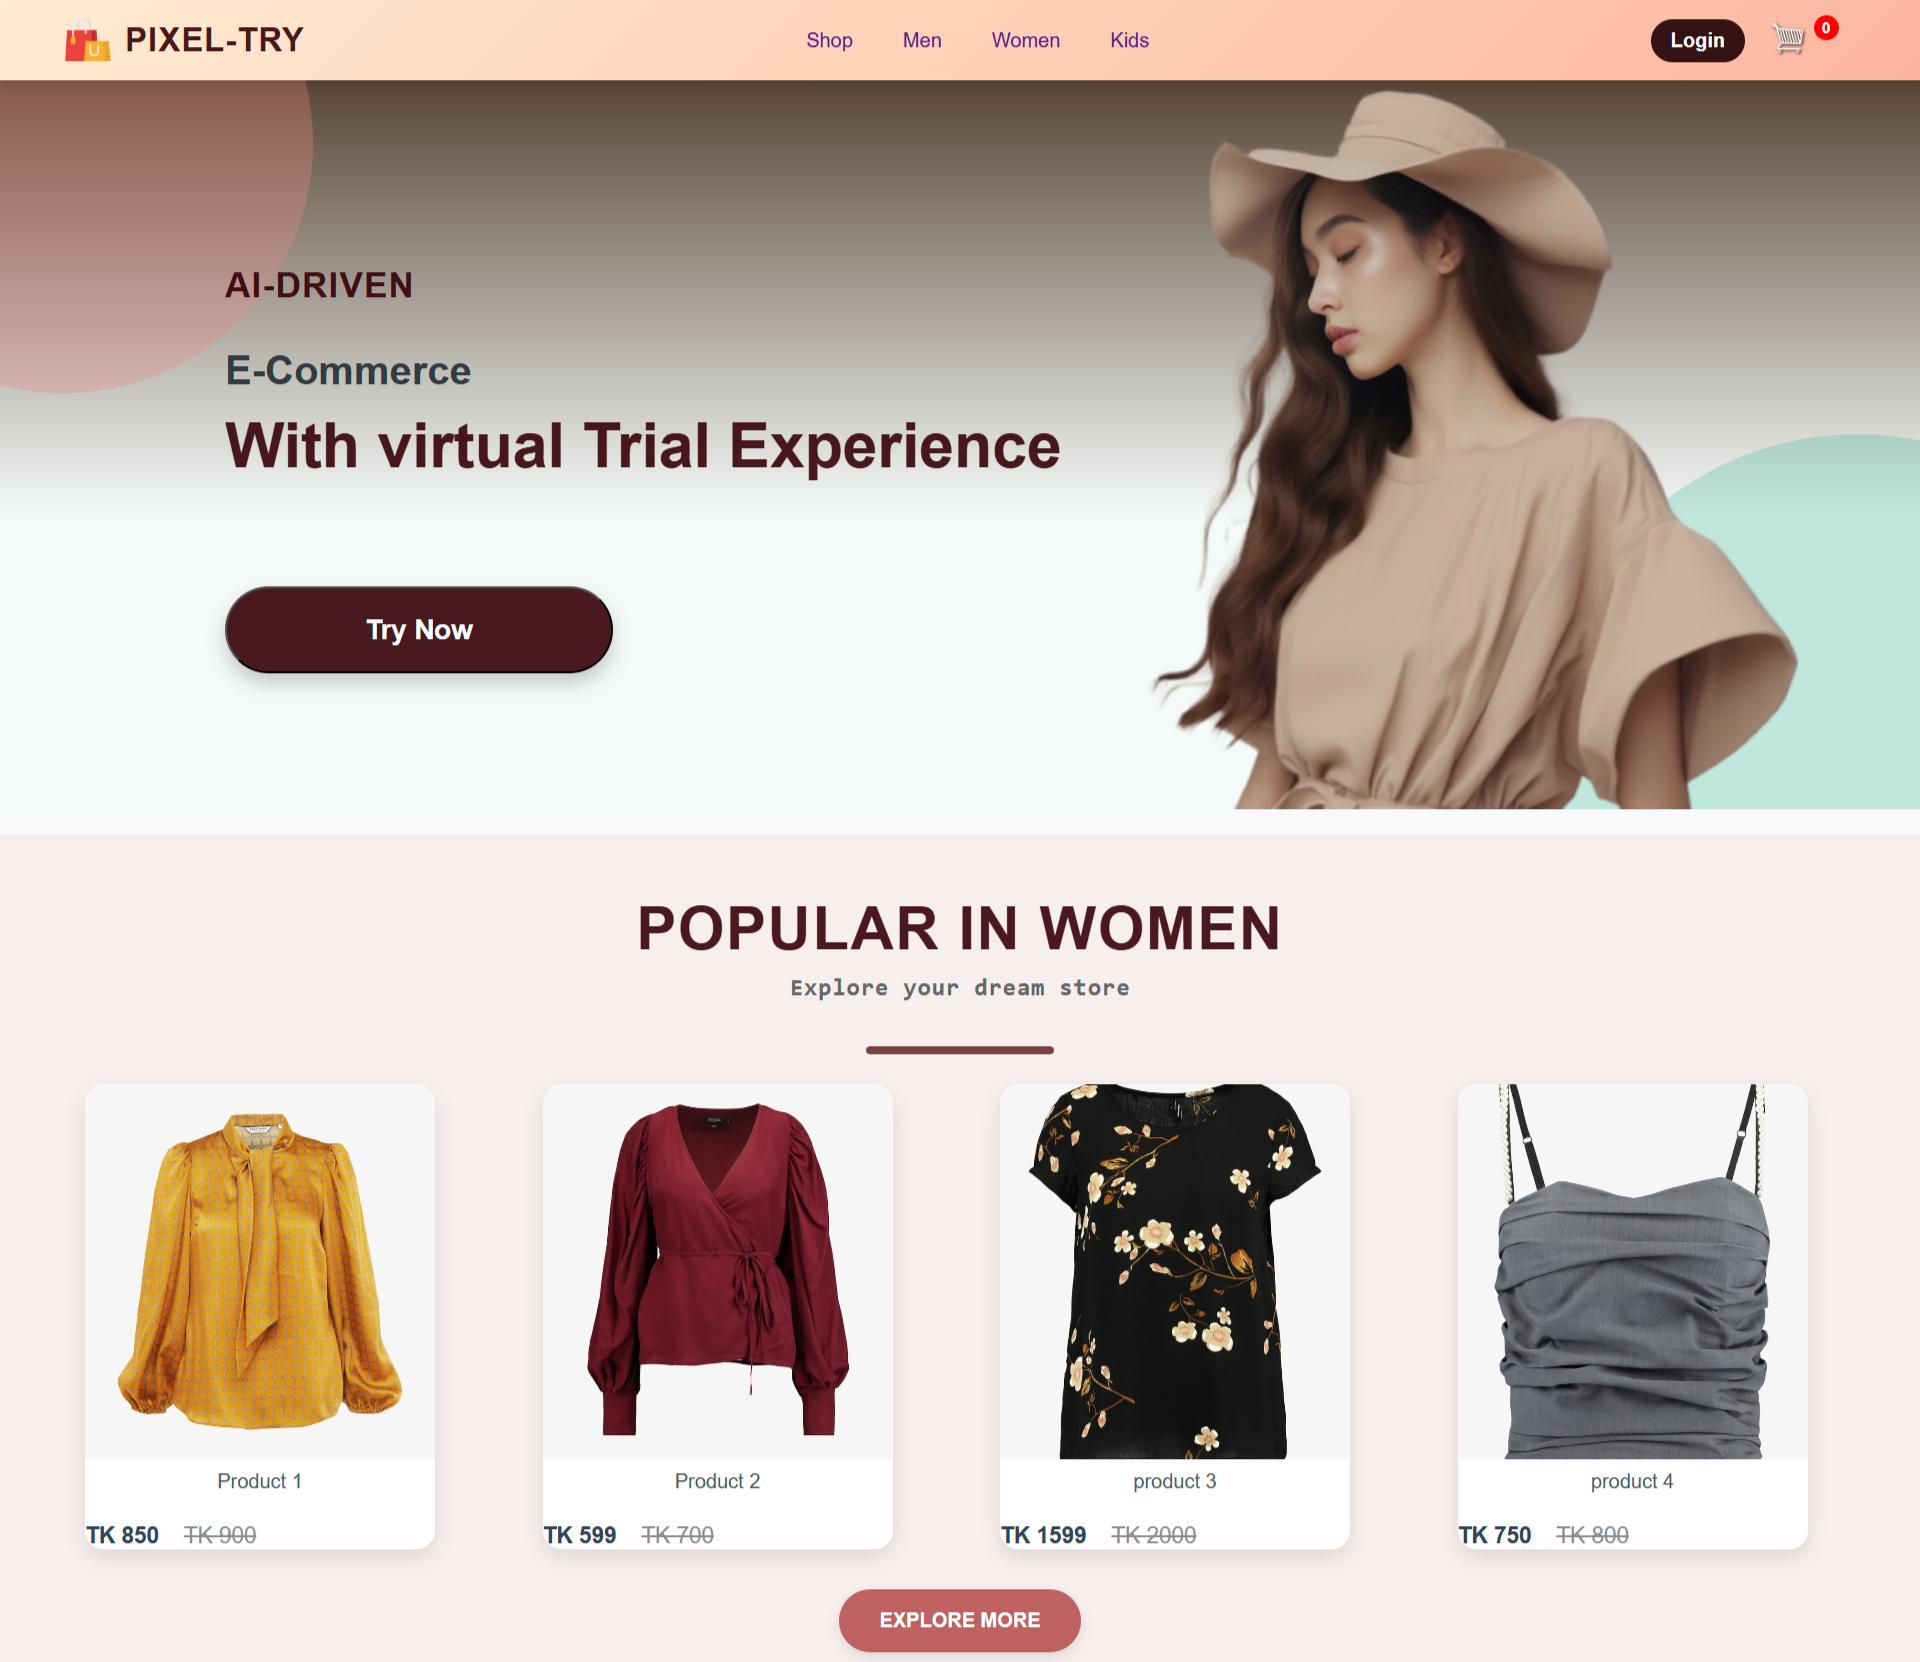 PIXEL-TRY
Shop Men Women Kids
Login
0
AI-DRIVEN
E-Commerce
With virtual Trial Experience
Try Now
POPULAR IN WOMEN
Explore your dream store
Product 1
TK 850 TK 900
Product 2
TK 599 TK 700
product 3
TK 1599 TK 2000
product 4
TK 750 TK 800
EXPLORE MORE